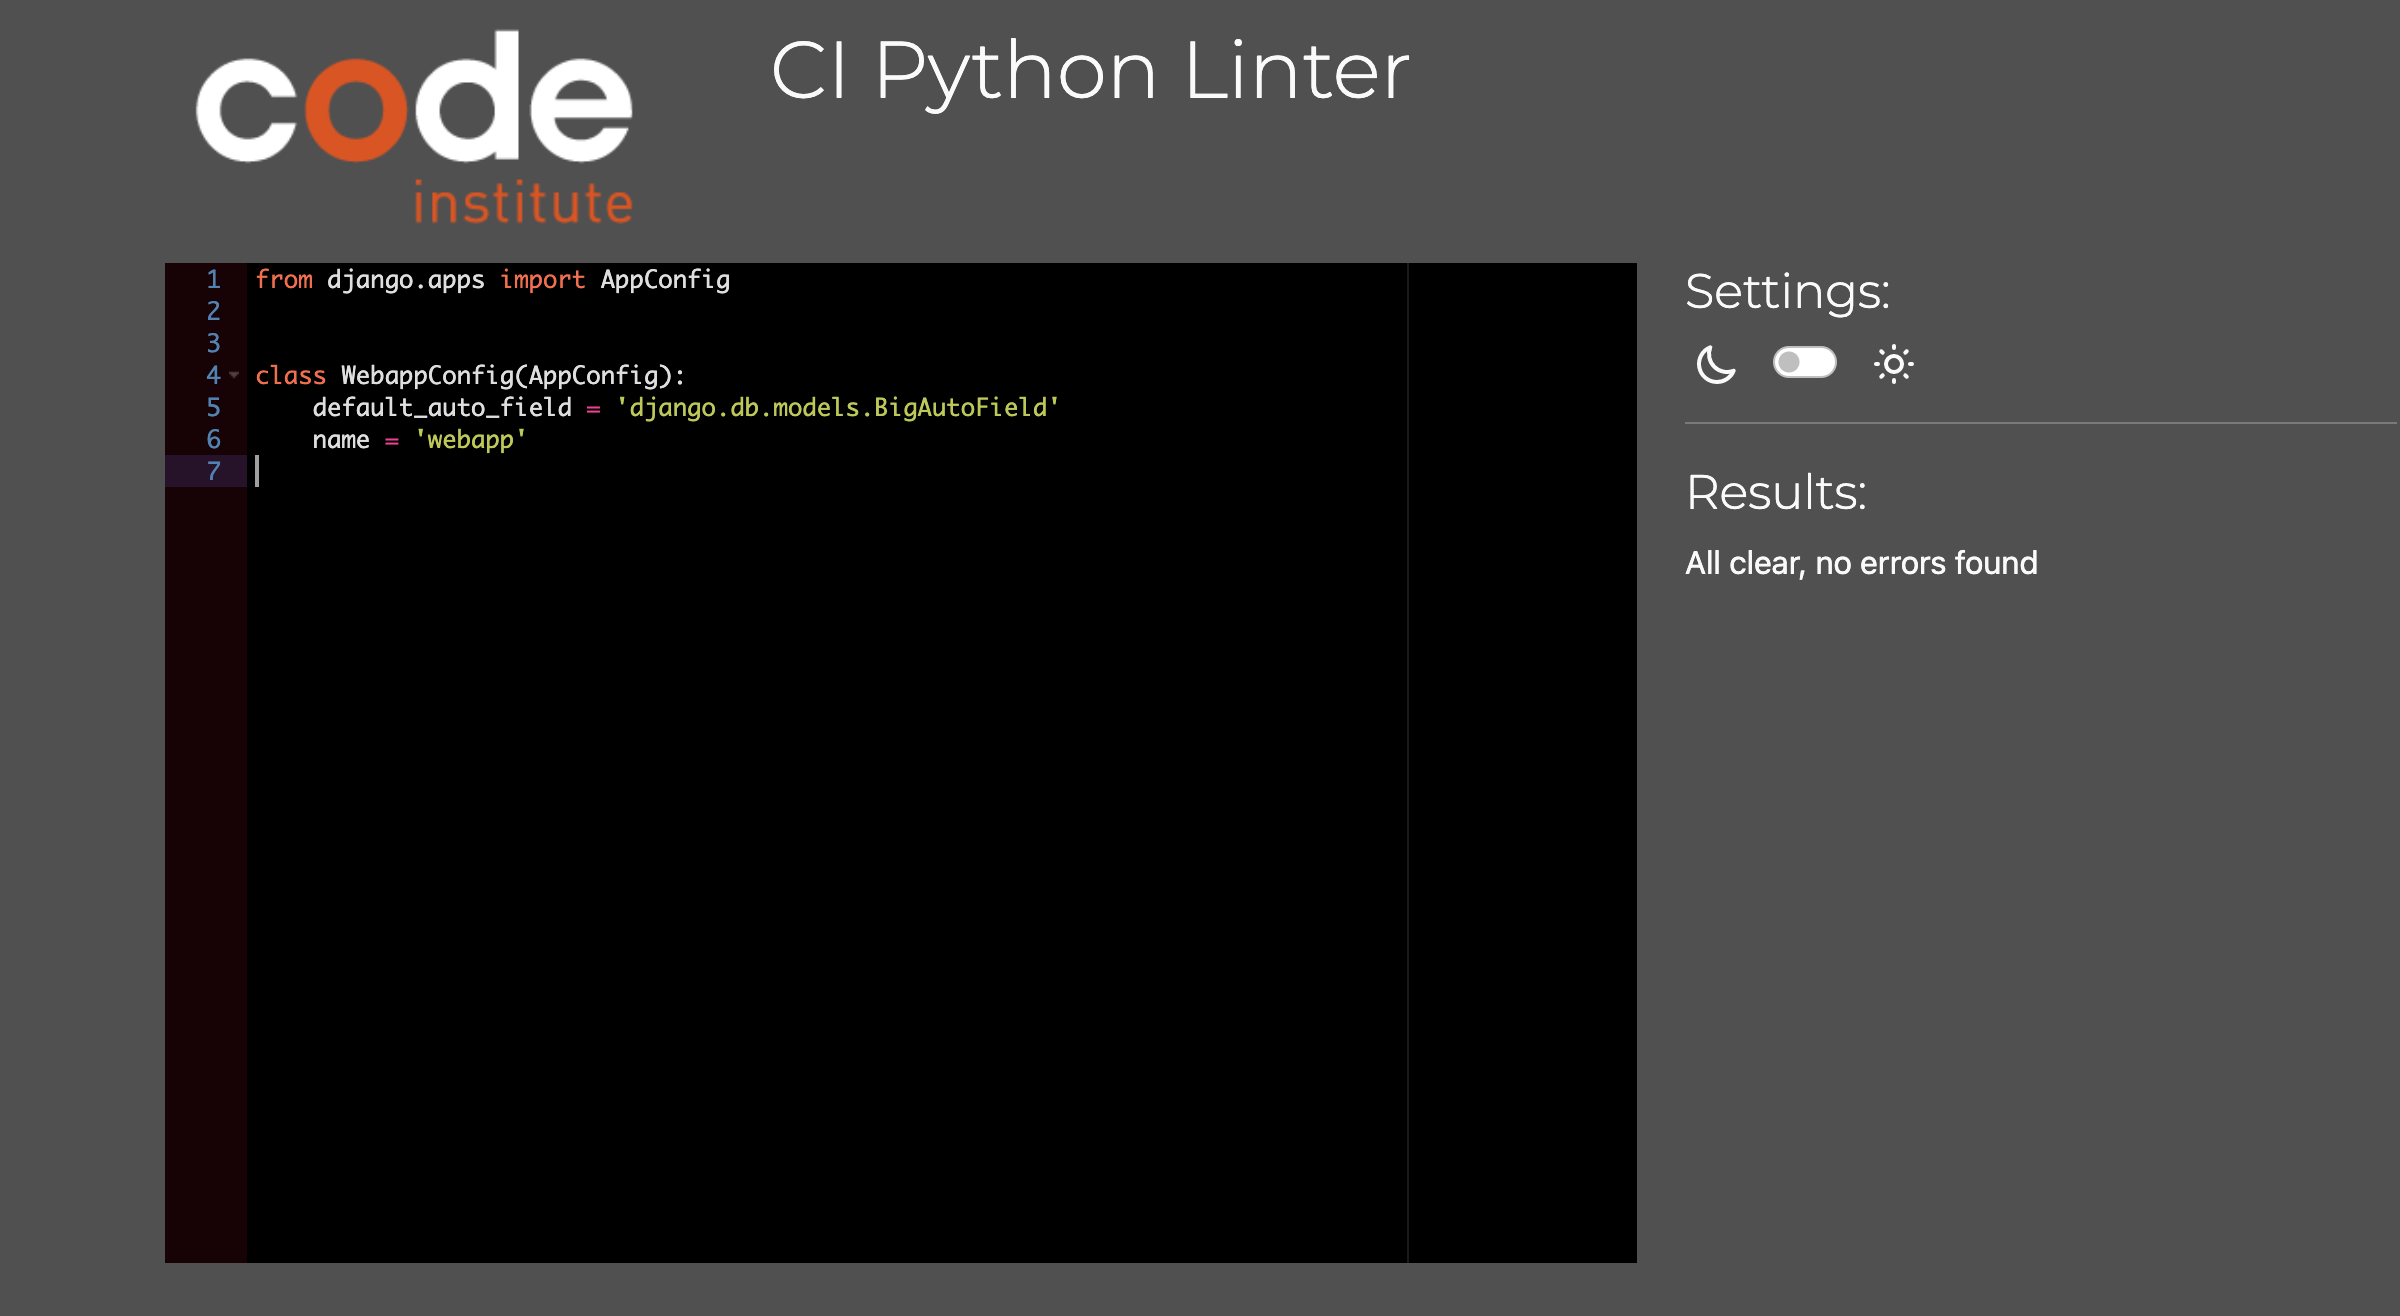 code
institute
CI Python Linter
1 from django.apps import AppConfig
2
3
4 class WebappConfig(AppConfig):
5     default_auto_field = 'django.db.models.BigAutoField'
6     name = 'webapp'
7
Settings:
Results:
All clear, no errors found